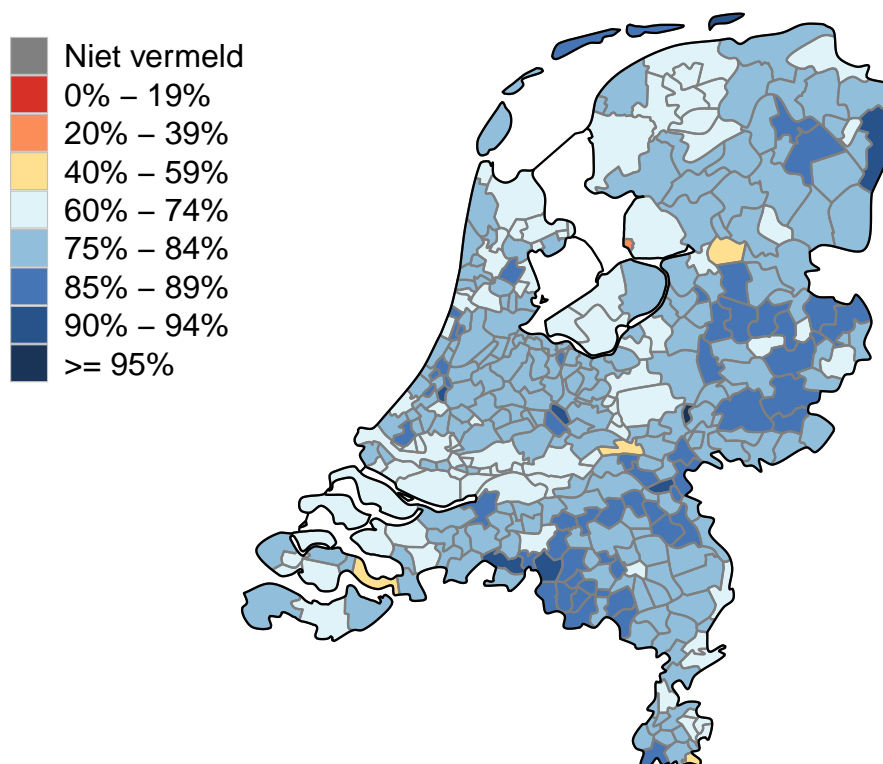 Niet vermeld
0% − 19%
20% − 39%
40% − 59%
60% − 74%
75% − 84%
85% − 89%
90% − 94%
>= 95%